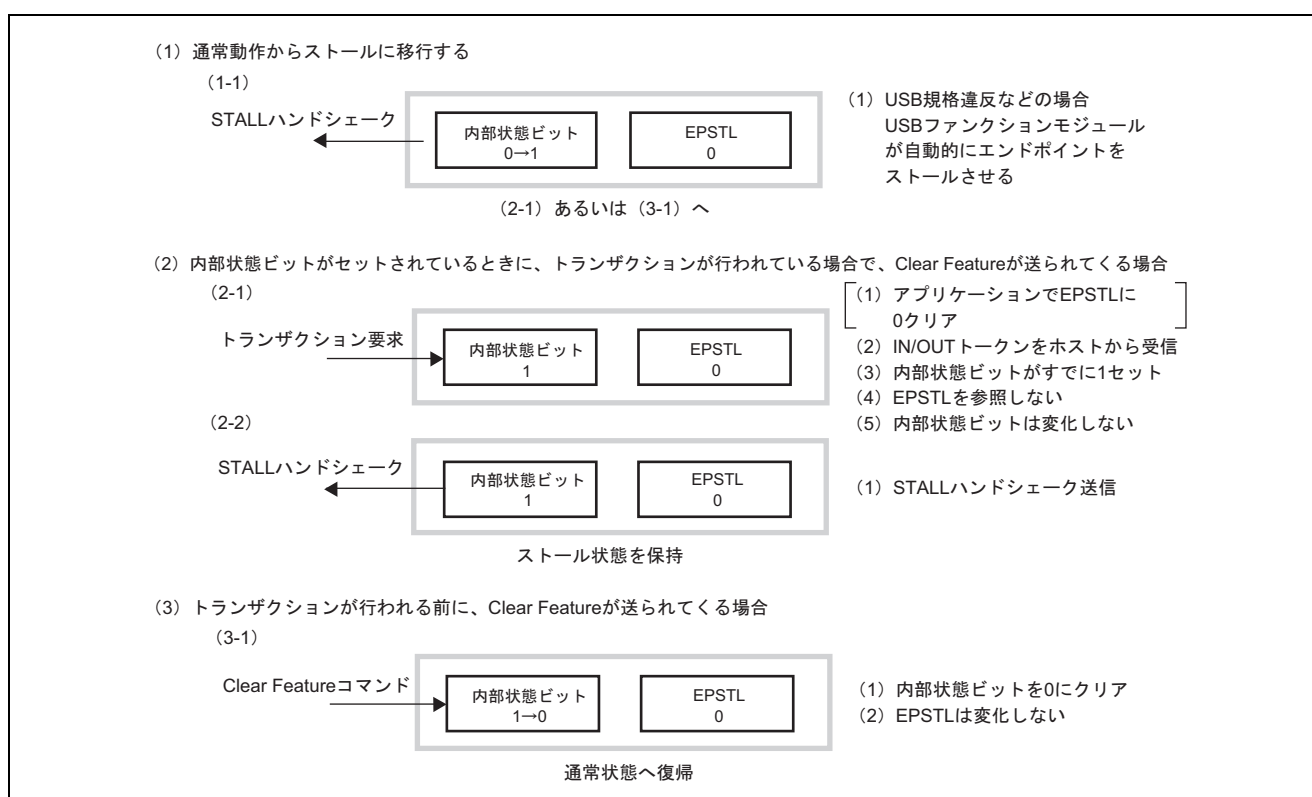 （1）通常動作からストールに移行する
（1-1）
STALLハンドシェーク
内部状態ビット
0→1
EPSTL
0
（1）USB規格違反などの場合
USBファンクションモジュール
が自動的にエンドポイントを
ストールさせる
（2-1）あるいは（3-1）へ
（2）内部状態ビットがセットされているときに、トランザクションが行われている場合で、Clear Featureが送られてくる場合
（2-1）
トランザクション要求
内部状態ビット
1
EPSTL
0
（1）アプリケーションでEPSTLに
0クリア
（2）IN/OUTトークンをホストから受信
（3）内部状態ビットがすでに1セット
（4）EPSTLを参照しない
（5）内部状態ビットは変化しない
（2-2）
STALLハンドシェーク
内部状態ビット
1
EPSTL
0
（1）STALLハンドシェーク送信
ストール状態を保持
（3）トランザクションが行われる前に、Clear Featureが送られてくる場合
（3-1）
Clear Featureコマンド
内部状態ビット
1→0
EPSTL
0
（1）内部状態ビットを0にクリア
（2）EPSTLは変化しない
通常状態へ復帰